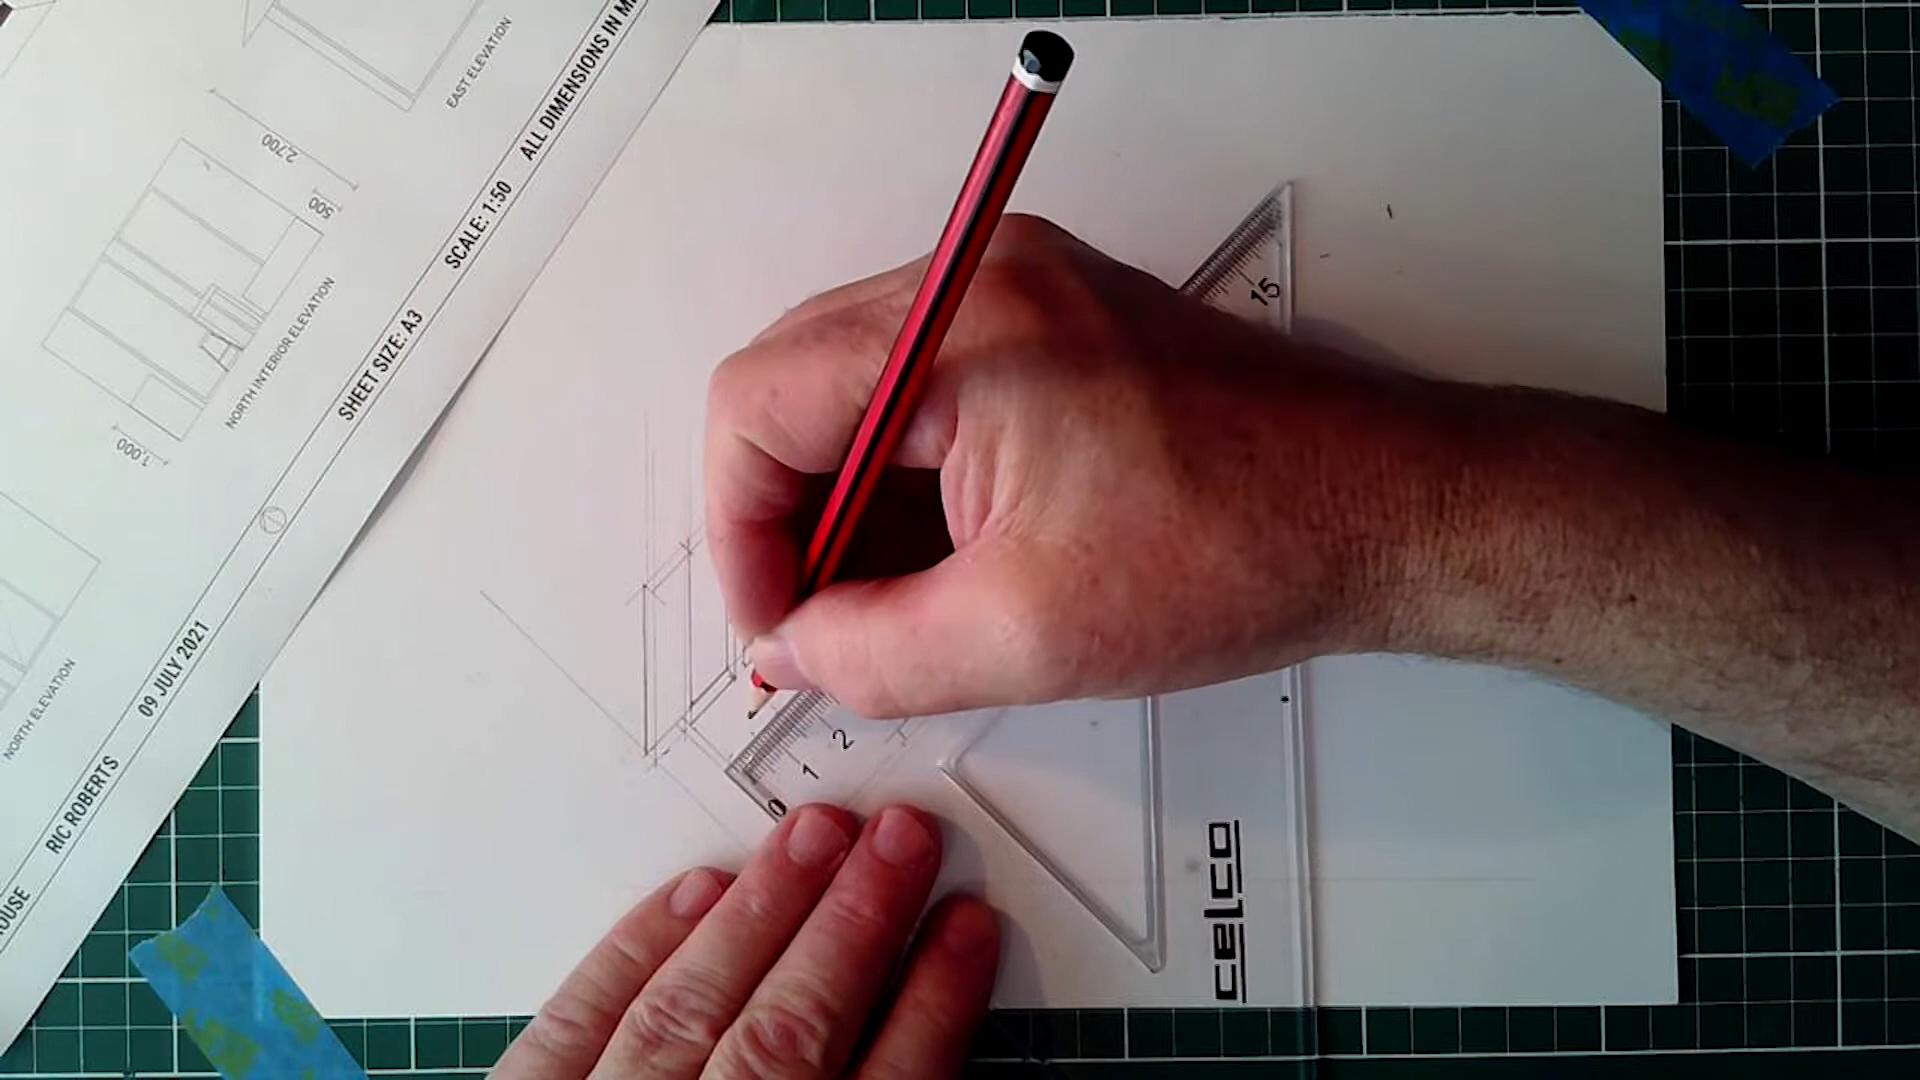 EAST ELEVATION
2,700
500
NORTH INTERIOR ELEVATION
1,000
NORTH ELEVATION
RIC ROBERTS 09 JULY 2021 SHEET SIZE: A3 SCALE: 1:50 ALL DIMENSIONS IN
15
2
1
0
celco